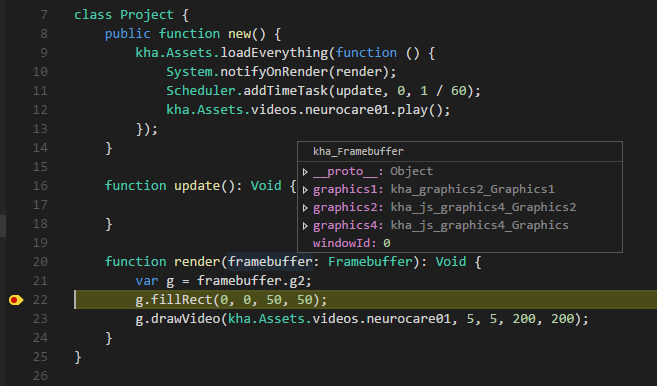 7 class Project {
8 public function new() {
9 kha.Assets.loadEverything(function () {
10 System.notifyOnRender(render);
11 Scheduler.addTimeTask(update, 0, 1 / 60);
12 kha.Assets.videos.neurocare01.play();
13 });
14 }
15
16 function update(): Void {
17
18 }
19
20 function render(framebuffer: Framebuffer): Void {
21 var g = framebuffer.g2;
22 g.fillRect(0, 0, 50, 50);
23 g.drawVideo(kha.Assets.videos.neurocare01, 5, 5, 200, 200);
24 }
25 }
26
kha_Framebuffer
__proto__: Object
graphics1: kha_graphics2_Graphics1
graphics2: kha_js_graphics4_Graphics2
graphics4: kha_js_graphics4_Graphics
windowId: 0